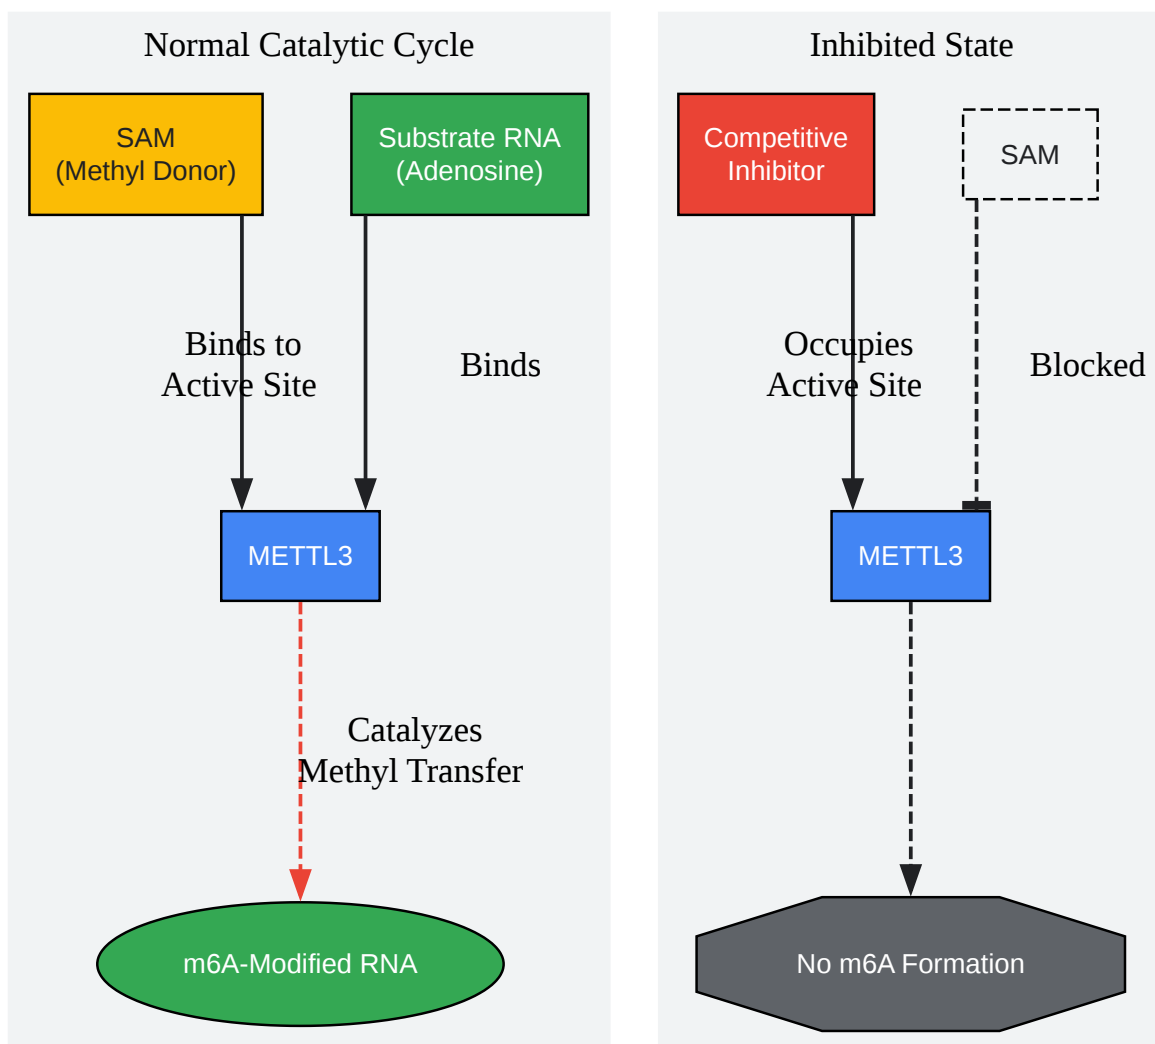 Normal Catalytic Cycle
SAM
(Methyl Donor)
Substrate RNA
(Adenosine)
Binds to
Active Site
Binds
METTL3
Catalyzes
Methyl Transfer
m6A-Modified RNA
Inhibited State
Competitive
Inhibitor
SAM
Occupies
Active Site
Blocked
METTL3
No m6A Formation